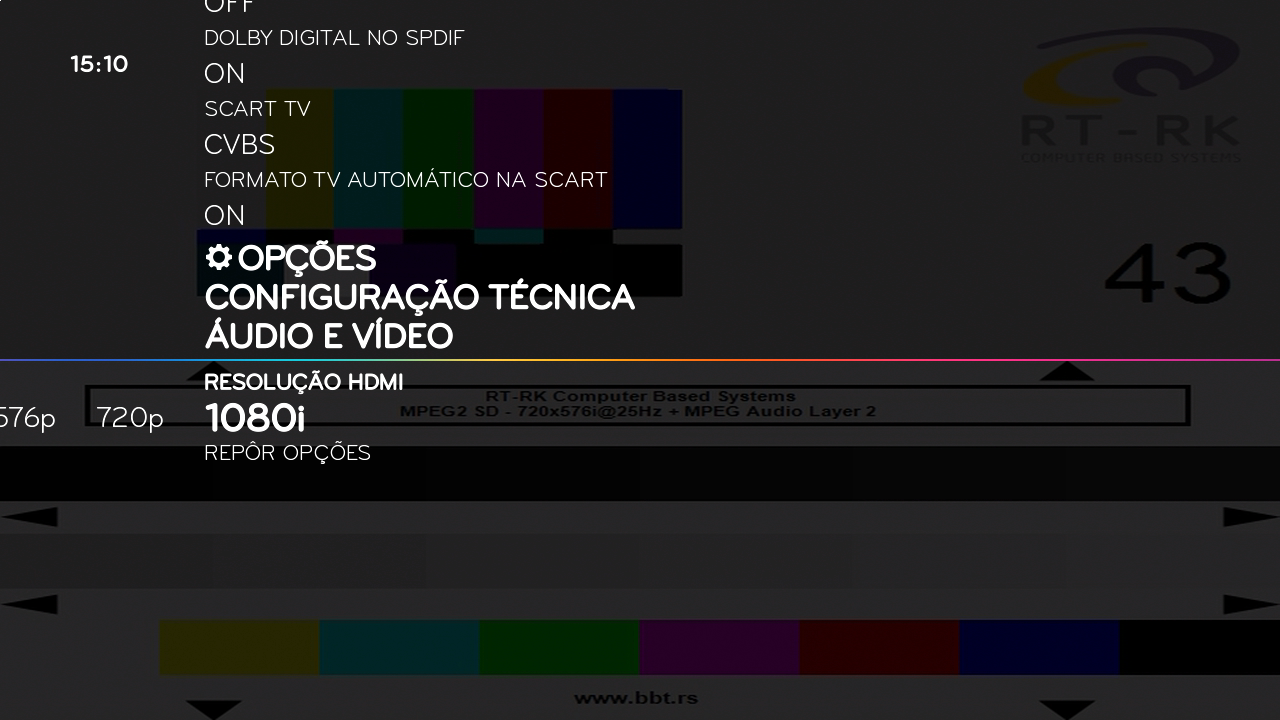 OFF
DOLBY DIGITAL NO SPDIF
15:10
ON
SCART TV
CVBS
FORMATO TV AUTOMÁTICO NA SCART
ON
OPÇÕES
CONFIGURAÇÃO TÉCNICA
ÁUDIO E VÍDEO
RESOLUÇÃO HDMI
576p 720p 1080i
REPÔR OPÇÕES
RT-RK
COMPUTER BASED SYSTEMS
43
RT-RK Computer Based Systems
MPEG2 SD - 720x576i@25Hz + MPEG Audio Layer 2
www.bbt.rs